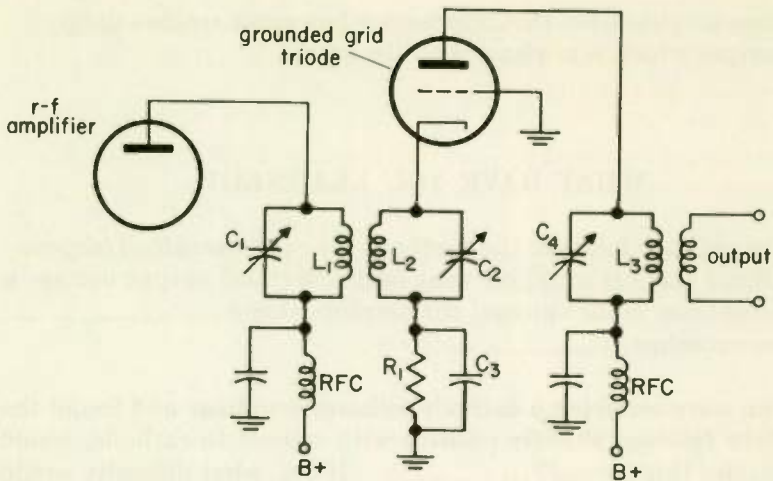 grounded grid
triode
r-f
amplifier
C1
L1
L2
C2
C4
L3
output
R1
C3
RFC
RFC
B+
B+